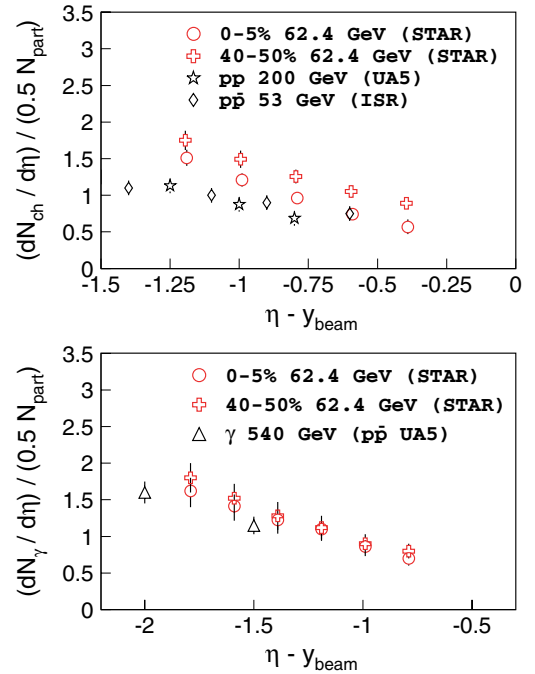 3.5
3
2.5
2
1.5
1
0.5
0
(dN_ch / dη) / (0.5 N_part)
0-5% 62.4 GeV (STAR)
40-50% 62.4 GeV (STAR)
pp 200 GeV (UA5)
pp̄ 53 GeV (ISR)
-1.5 -1.25 -1 -0.75 -0.5 -0.25 0
η - y_beam
3.5
3
2.5
2
1.5
1
0.5
0
(dN_γ / dη) / (0.5 N_part)
0-5% 62.4 GeV (STAR)
40-50% 62.4 GeV (STAR)
γ 540 GeV (pp̄ UA5)
-2 -1.5 -1 -0.5
η - y_beam